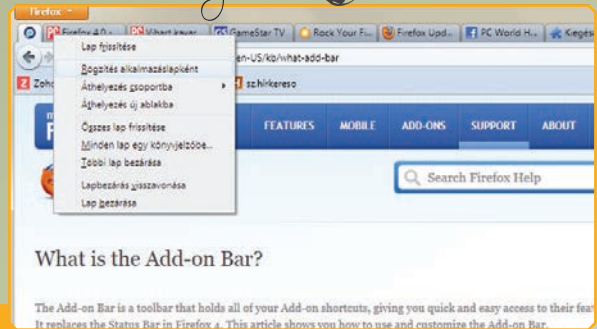 Firefox
Firefox 4.0 - Vihart kavar GameStar TV Rock Your Fi... Firefox Upd... PC World H... Kiegés
en-US/kb/what-add-bar
Zoho sz.hirkereso
Lap frissítése
Rögzítés alkalmazáslapként
Áthelyezés csoportba
Áthelyezés új ablakba
Összes lap frissítése
Minden lap egy könyvjelzőbe...
Többi lap bezárása
Lapbezárás visszavonása
Lap bezárása
FEATURES MOBILE ADD-ONS SUPPORT ABOUT
Search Firefox Help
What is the Add-on Bar?
The Add-on Bar is a toolbar that holds all of your Add-on shortcuts, giving you quick and easy access to their fea
It replaces the Status Bar in Firefox 4. This article shows you how to use and customize the Add-on Bar.